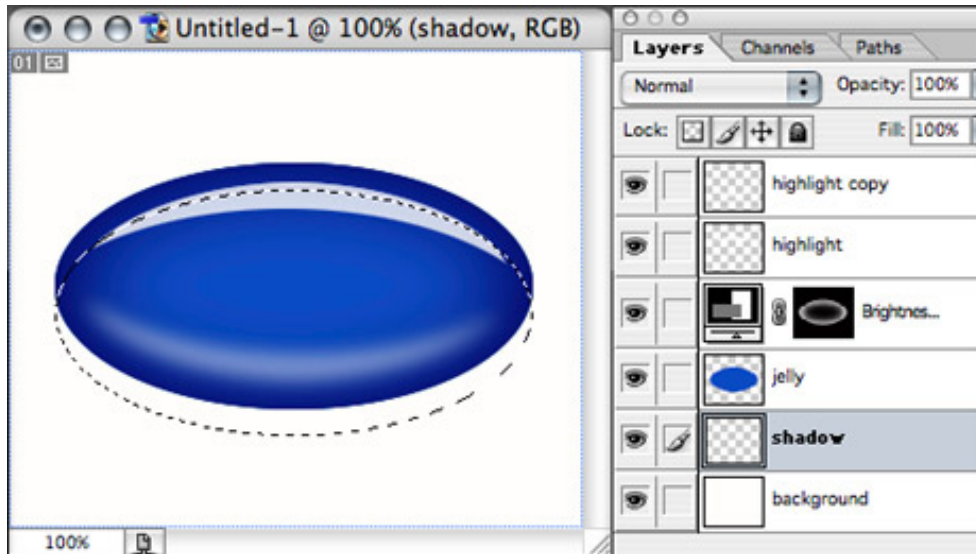 Untitled-1 @ 100% (shadow, RGB)
01
100%
Layers Channels Paths
Normal Opacity: 100%
Lock: Fill: 100%
highlight copy
highlight
Brightnes...
jelly
shadow
background